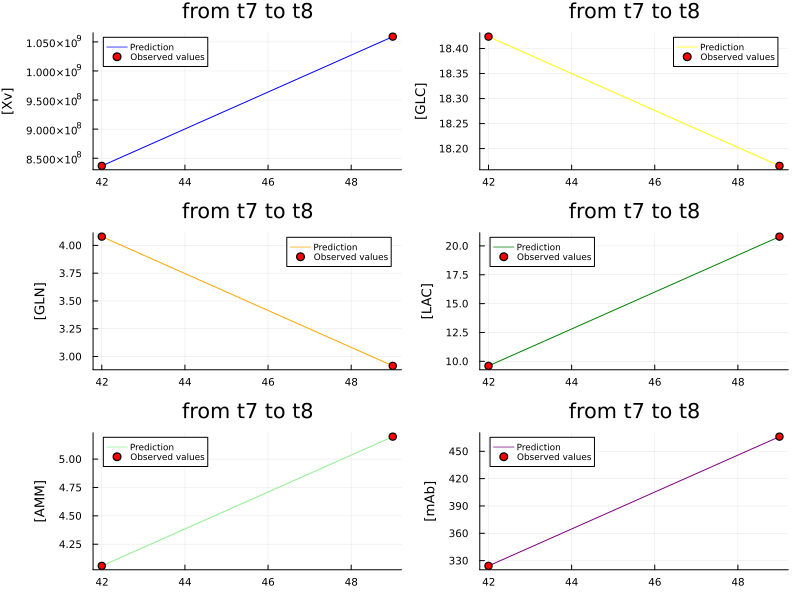 from t7 to t8
[Xv]
1.050×10⁹
1.000×10⁹
9.500×10⁸
9.000×10⁸
8.500×10⁸
Prediction
Observed values
42 44 46 48
from t7 to t8
[GLC]
18.40
18.35
18.30
18.25
18.20
Prediction
Observed values
42 44 46 48
from t7 to t8
[GLN]
4.00
3.75
3.50
3.25
3.00
Prediction
Observed values
42 44 46 48
from t7 to t8
[LAC]
20.0
17.5
15.0
12.5
10.0
Prediction
Observed values
42 44 46 48
from t7 to t8
[AMM]
5.00
4.75
4.50
4.25
Prediction
Observed values
42 44 46 48
from t7 to t8
[mAb]
450
420
390
360
330
Prediction
Observed values
42 44 46 48